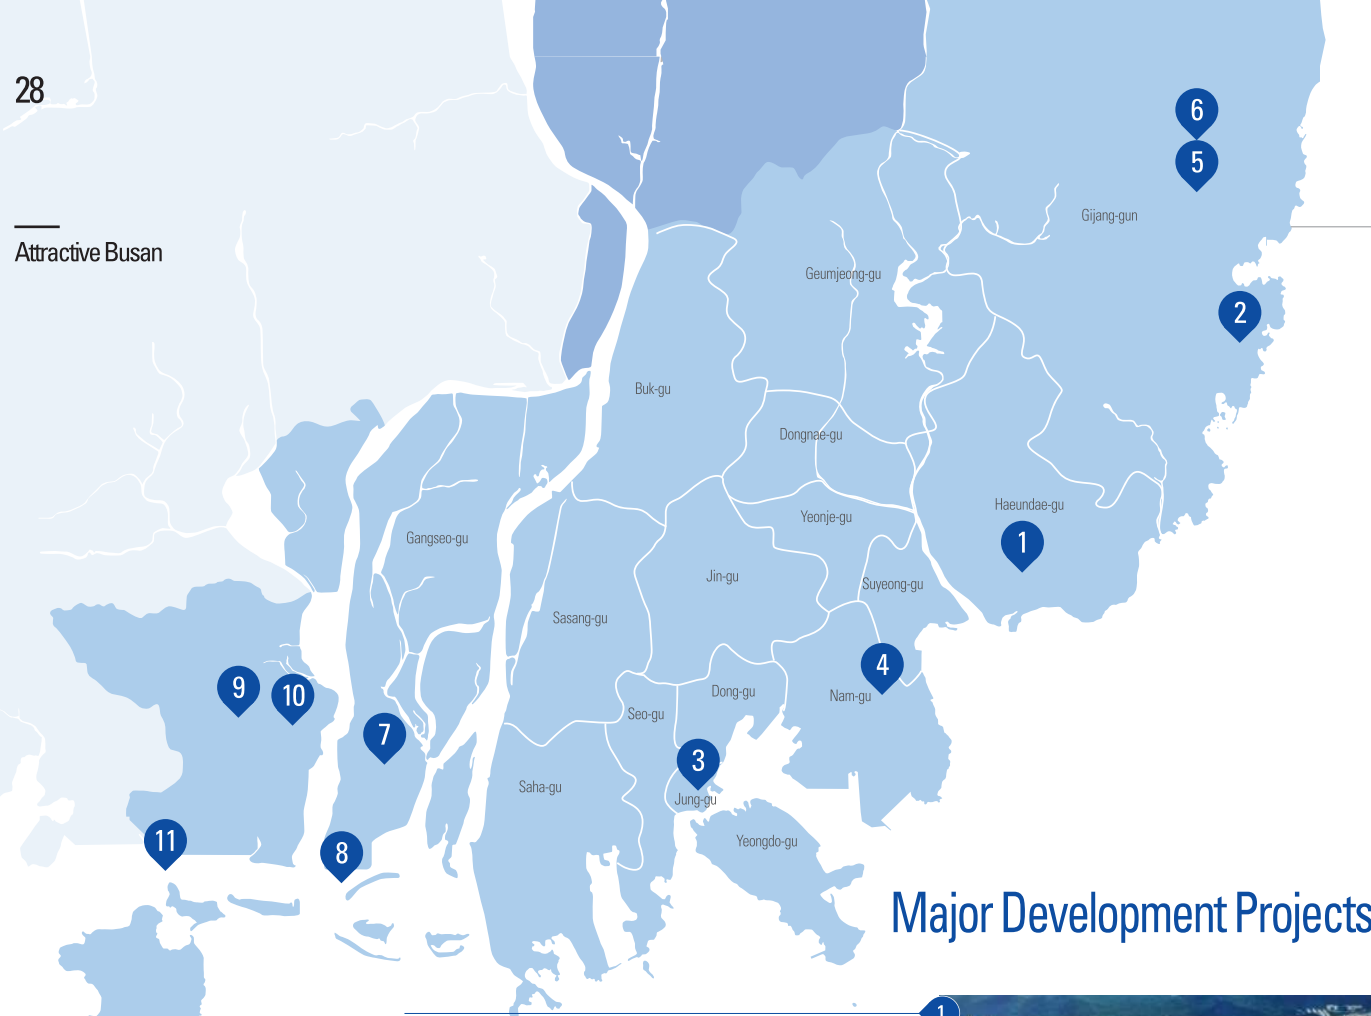 28
6
5
Gijang-gun
Attractive Busan
Geumjeong-gu
2
Buk-gu
Dongnae-gu
Haeundae-gu
Yeonje-gu
Gangseo-gu
1
Jin-gu
Suyeong-gu
Sasang-gu
4
9
10
Dong-gu
Nam-gu
Seo-gu
7
3
Saha-gu
Jung-gu
11
Yeongdo-gu
8
Major Development Projects
1